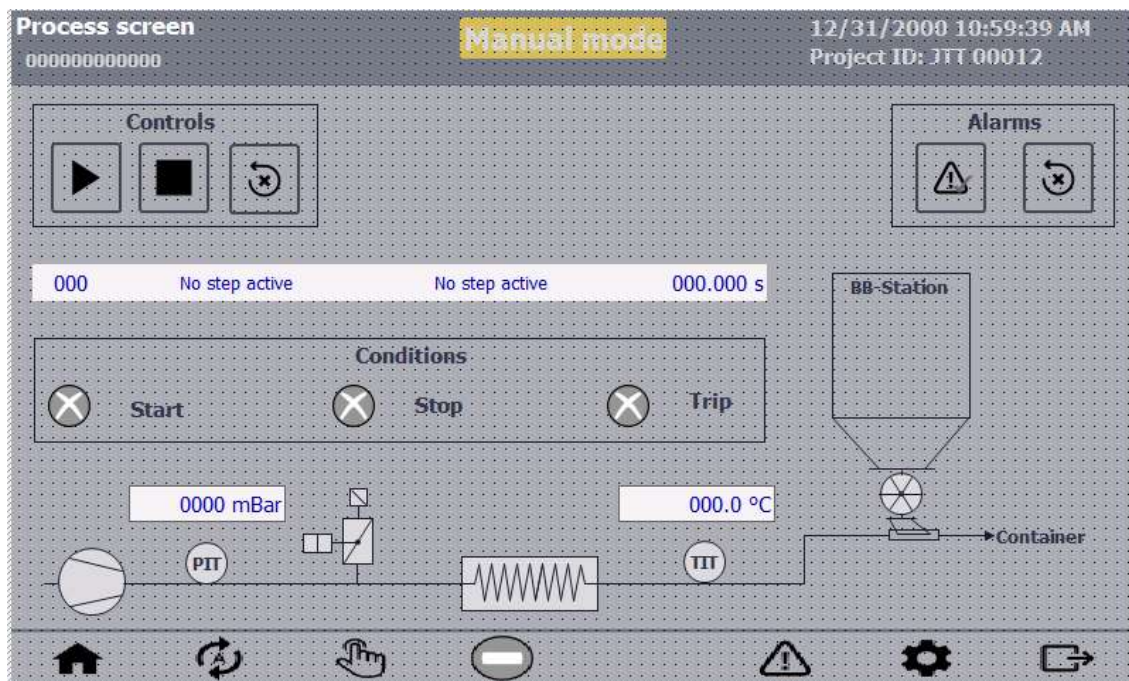 Process screen
Manual mode
12/31/2000 10:59:39 AM
000000000000
Project ID: JTT 00012
Controls
Alarms
000 No step active No step active 000.000 s
BB-Station
Conditions
Start
Stop
Trip
0000 mBar
000.0 °C
Container
PIT
TIT
A